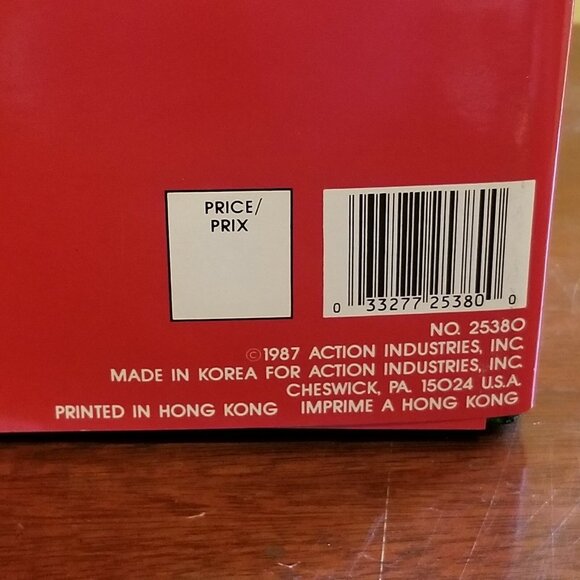 PRICE/
PRIX
0 33277 25380 0
NO. 25380
©1987 ACTION INDUSTRIES, INC.
MADE IN KOREA FOR ACTION INDUSTRIES, INC.
CHESWICK, PA. 15024 U.S.A.
PRINTED IN HONG KONG IMPRIME A HONG KONG